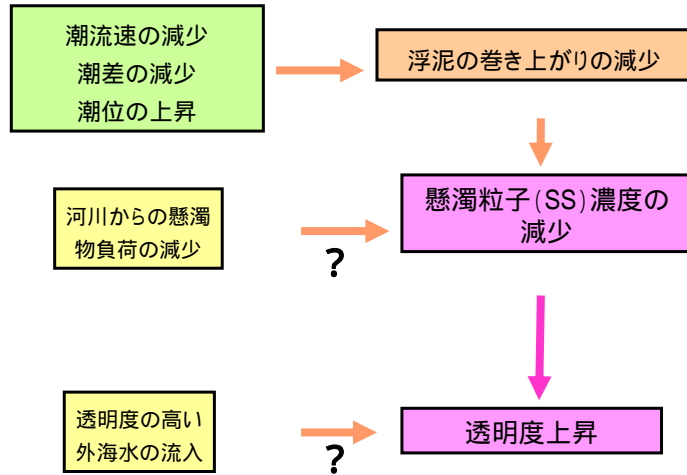 潮流速の減少
潮差の減少
潮位の上昇
浮泥の巻き上がりの減少
河川からの懸濁
物負荷の減少
?
懸濁粒子(SS)濃度の
減少
透明度の高い
外海水の流入
?
透明度上昇